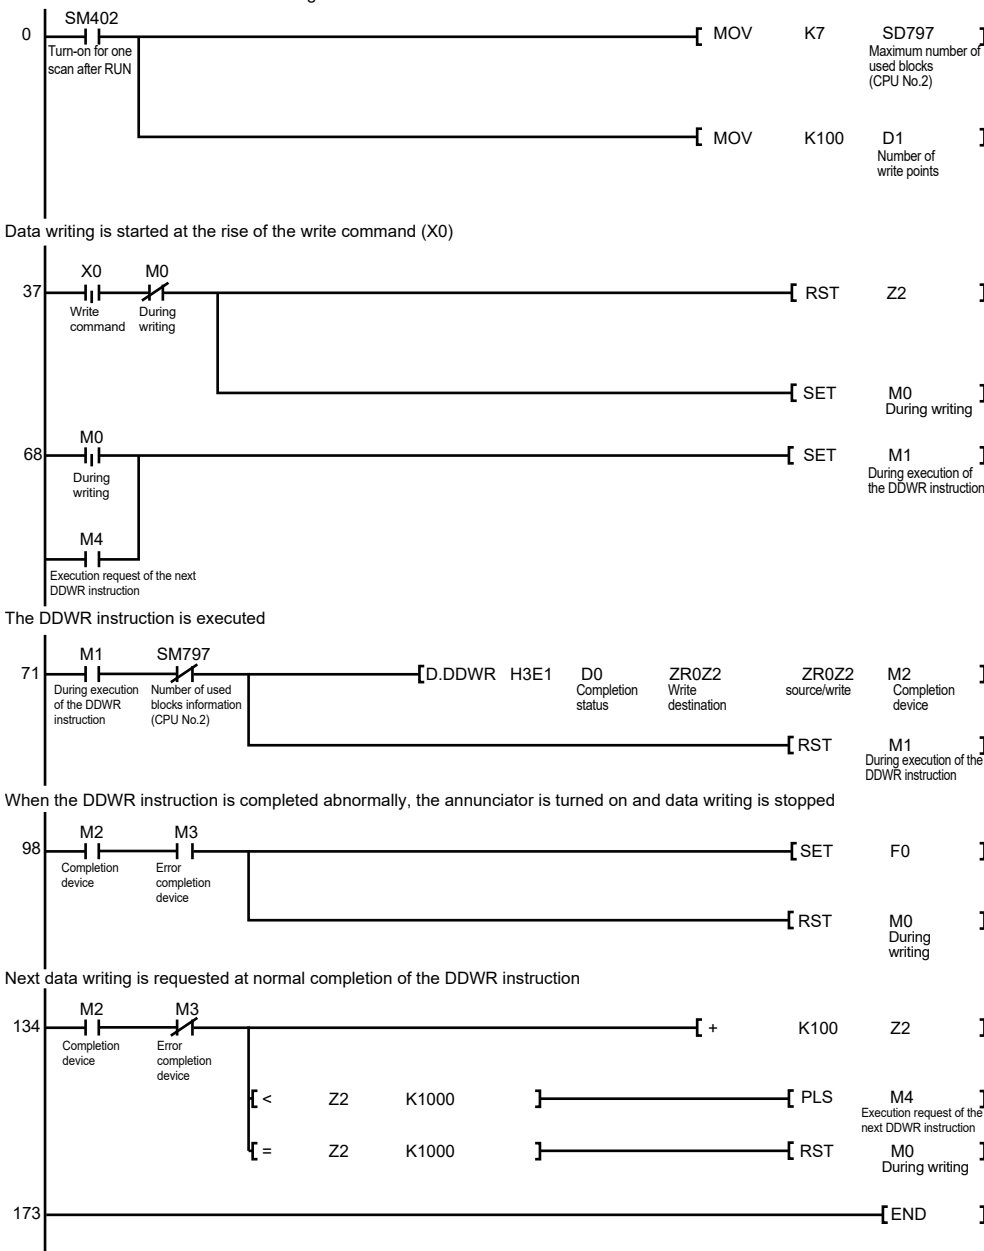 SM402
0 MOV K7 SD797
Turn-on for one
scan after RUN
Maximum number of
used blocks
(CPU No.2)
MOV K100 D1
Number of
write points
Data writing is started at the rise of the write command (X0)
X0 M0
37 RST Z2
Write
command
During
writing
SET M0
During writing
M0
68 SET M1
During
writing
During execution of
the DDWR instruction
M4
Execution request of the next
DDWR instruction
The DDWR instruction is executed
M1 SM797
71 D.DDWR H3E1 D0 ZR0Z2 ZR0Z2 M2
During execution
of the DDWR
instruction
Number of used
blocks information
(CPU No.2)
Completion
status
Write
destination
source/write
Completion
device
RST M1
During execution of the
DDWR instruction
When the DDWR instruction is completed abnormally, the annunciator is turned on and data writing is stopped
M2 M3
98 SET F0
Completion
device
Error
completion
device
RST M0
During
writing
Next data writing is requested at normal completion of the DDWR instruction
M2 M3
134 + K100 Z2
Completion
device
Error
completion
device
< Z2 K1000 PLS M4
Execution request of the
next DDWR instruction
= Z2 K1000 RST M0
During writing
173 END